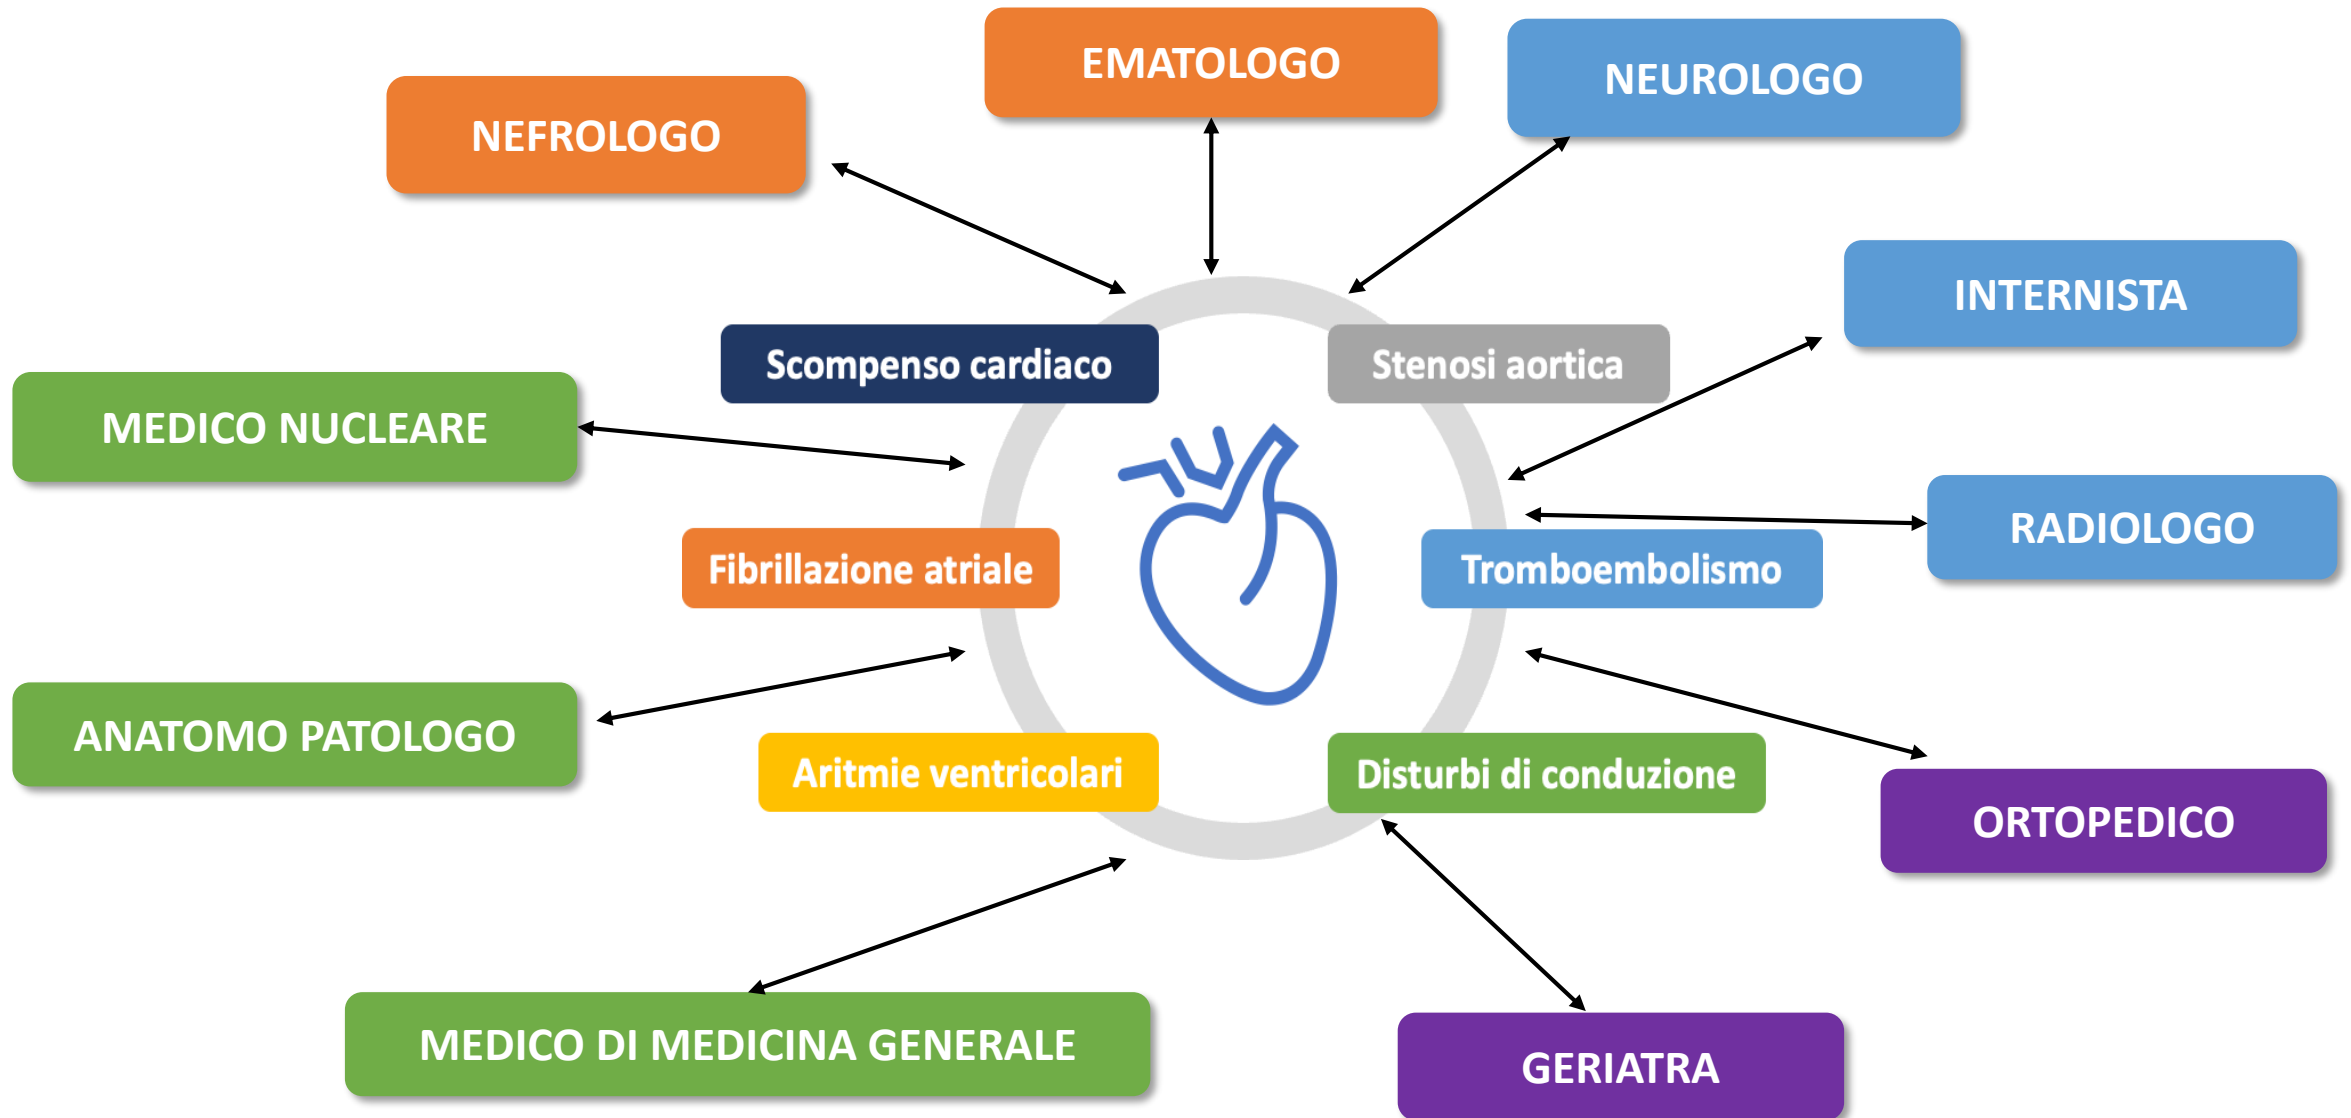 EMATOLOGO
NEUROLOGO
NEFROLOGO
INTERNISTA
Scompenso cardiaco
Stenosi aortica
MEDICO NUCLEARE
RADIOLOGO
Fibrillazione atriale
Tromboembolismo
ANATOMO PATOLOGO
Aritmie ventricolari
Disturbi di conduzione
ORTOPEDICO
MEDICO DI MEDICINA GENERALE
GERIATRA